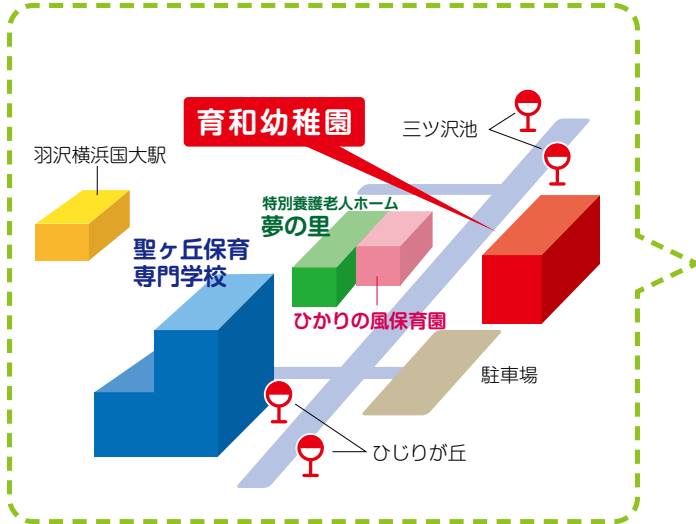 育和幼稚園
三ツ沢池
羽沢横浜国大駅
特別養護老人ホーム
夢の里
聖ヶ丘保育
専門学校
ひかりの風保育園
駐車場
ひじりが丘